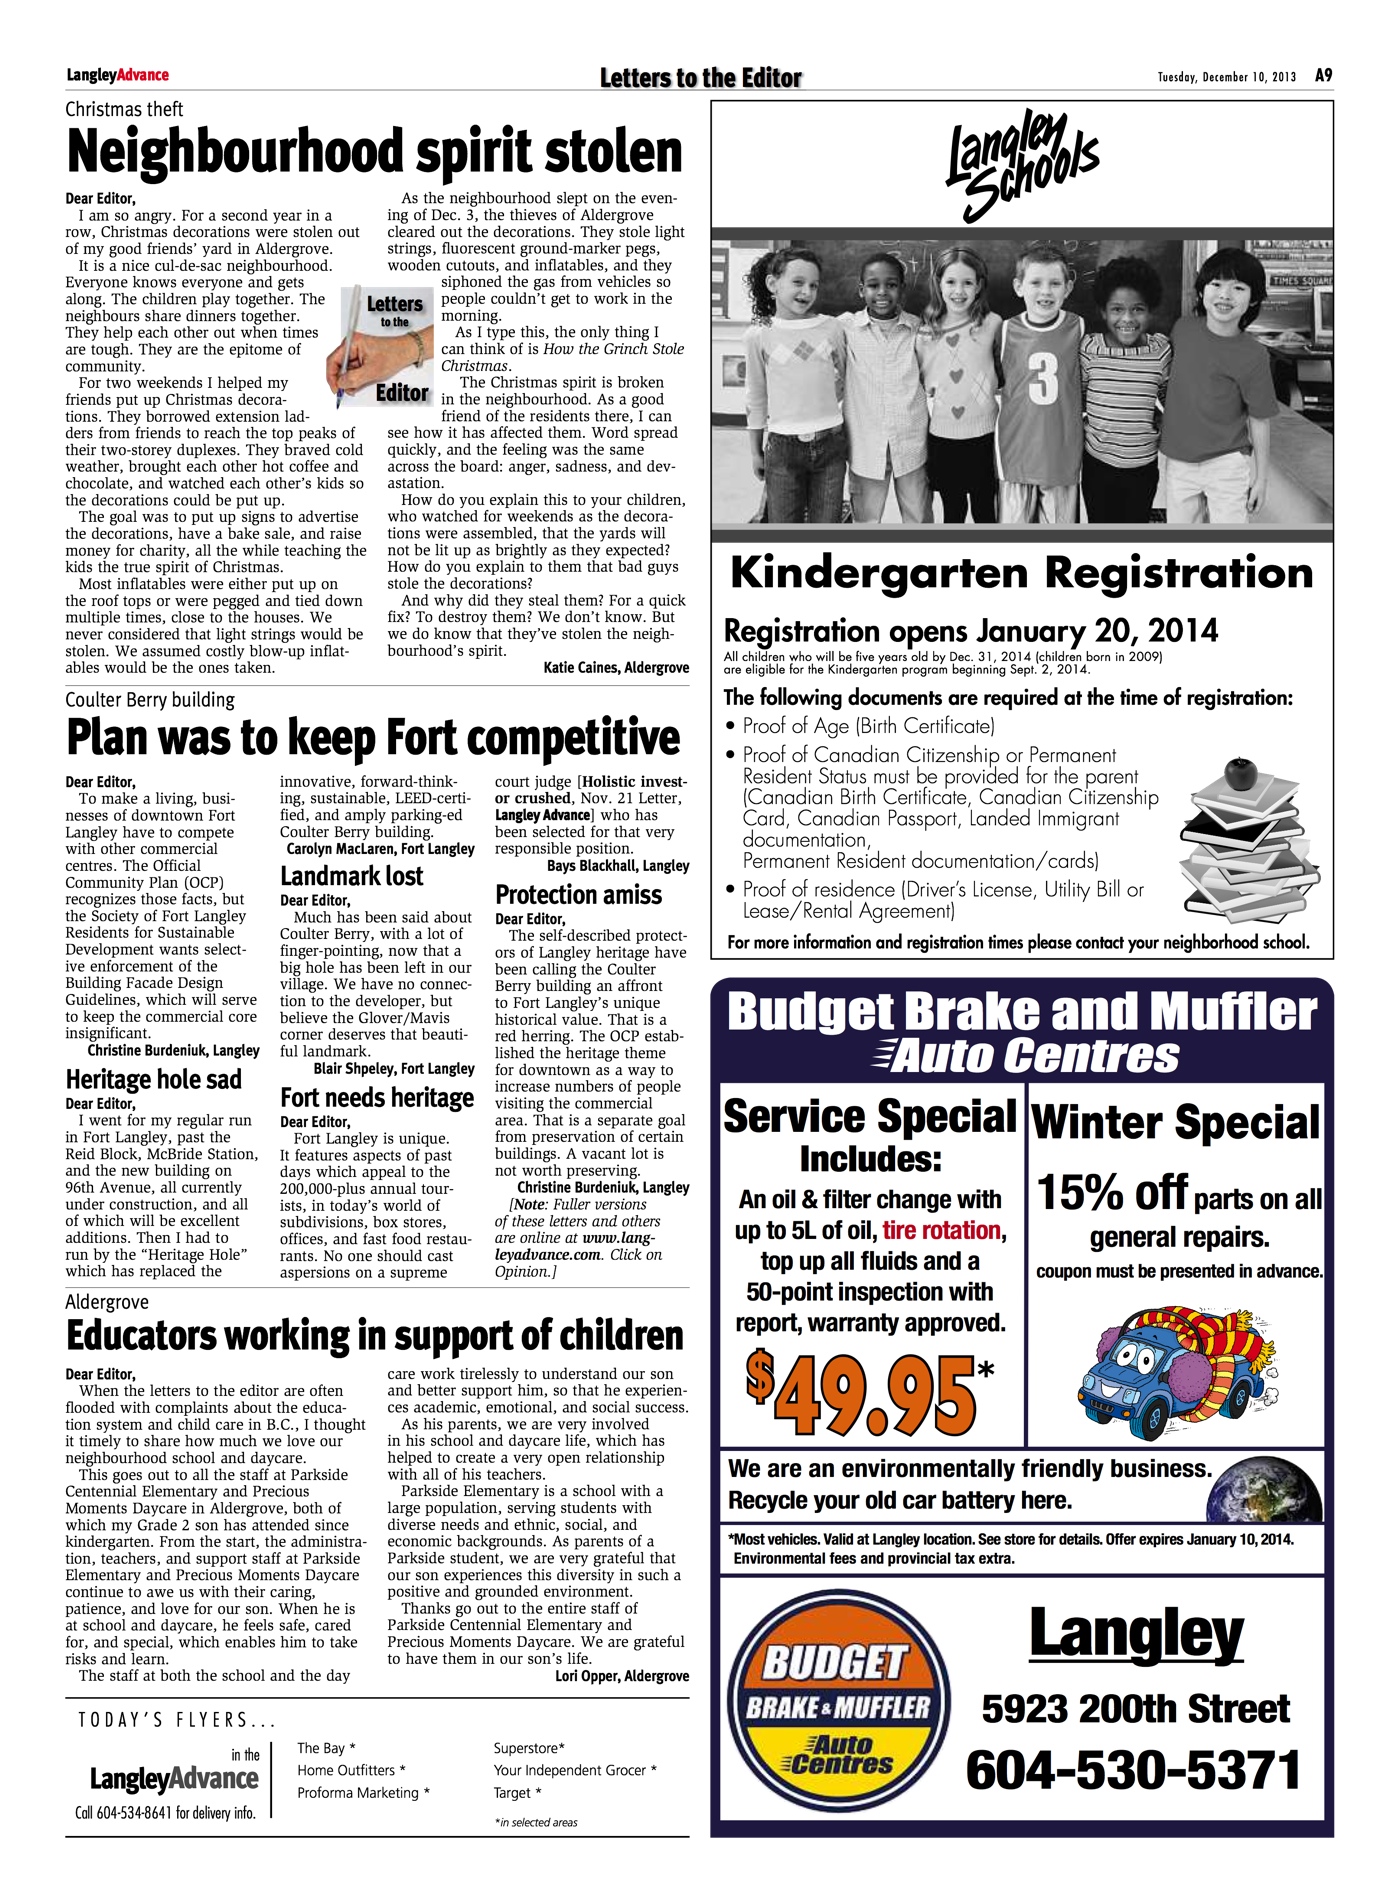 LangleyAdvance
Letters to the Editor
Tuesday, December 10, 2013 A9
Christmas theft
Neighbourhood spirit stolen
Dear Editor,
I am so angry. For a second year in a
row, Christmas decorations were stolen out
of my good friends' yard in Aldergrove.
It is a nice cul-de-sac neighbourhood.
Everyone knows everyone and gets
along. The children play together. The
neighbours share dinners together.
They help each other out when times
are tough. They are the epitome of
community.
For two weekends I helped my
friends put up Christmas decora-
tions. They borrowed extension lad-
ders from friends to reach the top peaks of
their two-storey duplexes. They braved cold
weather, brought each other hot coffee and
chocolate, and watched each other's kids so
the decorations could be put up.
The goal was to put up signs to advertise
the decorations, have a bake sale, and raise
money for charity, all the while teaching the
kids the true spirit of Christmas.
Most inflatables were either put up on
the roof tops or were pegged and tied down
multiple times, close to the houses. We
never considered that light strings would be
stolen. We assumed costly blow-up inflat-
ables would be the ones taken.
Letters
to the
Editor
As the neighbourhood slept on the even-
ing of Dec. 3, the thieves of Aldergrove
cleared out the decorations. They stole light
strings, fluorescent ground-marker pegs,
wooden cutouts, and inflatables, and they
siphoned the gas from vehicles so
people couldn't get to work in the
morning.
As I type this, the only thing I
can think of is How the Grinch Stole
Christmas.
The Christmas spirit is broken
in the neighbourhood. As a good
friend of the residents there, I can
see how it has affected them. Word spread
quickly, and the feeling was the same
across the board: anger, sadness, and dev-
astation.
How do you explain this to your children,
who watched for weekends as the decora-
tions were assembled, that the yards will
not be lit up as brightly as they expected?
How do you explain to them that bad guys
stole the decorations?
And why did they steal them? For a quick
fix? To destroy them? We don't know. But
we do know that they've stolen the neigh-
bourhood's spirit.
Katie Caines, Aldergrove
Coulter Berry building
Plan was to keep Fort competitive
Dear Editor,
To make a living, busi-
nesses of downtown Fort
Langley have to compete
with other commercial
centres. The Official
Community Plan (OCP)
recognizes those facts, but
the Society of Fort Langley
Residents for Sustainable
Development wants select-
ive enforcement of the
Building Facade Design
Guidelines, which will serve
to keep the commercial core
insignificant.
Christine Burdeniuk, Langley
Heritage hole sad
Dear Editor,
I went for my regular run
in Fort Langley, past the
Reid Block, McBride Station,
and the new building on
96th Avenue, all currently
under construction, and all
of which will be excellent
additions. Then I had to
run by the "Heritage Hole"
which has replaced the
innovative, forward-think-
ing, sustainable, LEED-certi-
fied, and amply parking-ed
Coulter Berry building.
Carolyn MacLaren, Fort Langley
Landmark lost
Dear Editor,
Much has been said about
Coulter Berry, with a lot of
finger-pointing, now that a
big hole has been left in our
village. We have no connec-
tion to the developer, but
believe the Glover/Mavis
corner deserves that beauti-
ful landmark.
Blair Shpeley, Fort Langley
Fort needs heritage
Dear Editor,
Fort Langley is unique.
It features aspects of past
days which appeal to the
200,000-plus annual tour-
ists, in today's world of
subdivisions, box stores,
offices, and fast food restau-
rants. No one should cast
aspersions on a supreme
court judge [Holistic invest-
or crushed, Nov. 21 Letter,
Langley Advance] who has
been selected for that very
responsible position.
Bays Blackhall, Langley
Protection amiss
Dear Editor,
The self-described protect-
ors of Langley heritage have
been calling the Coulter
Berry building an affront
to Fort Langley's unique
historical value. That is a
red herring. The OCP estab-
lished the heritage theme
for downtown as a way to
increase numbers of people
visiting the commercial
area. That is a separate goal
from preservation of certain
buildings. A vacant lot is
not worth preserving.
Christine Burdeniuk, Langley
[Note: Fuller versions
of these letters and others
are online at www.lang-
leyadvance.com. Click on
Opinion.]
Aldergrove
Educators working in support of children
Dear Editor,
When the letters to the editor are often
flooded with complaints about the educa-
tion system and child care in B.C., I thought
it timely to share how much we love our
neighbourhood school and daycare.
This goes out to all the staff at Parkside
Centennial Elementary and Precious
Moments Daycare in Aldergrove, both of
which my Grade 2 son has attended since
kindergarten. From the start, the administra-
tion, teachers, and support staff at Parkside
Elementary and Precious Moments Daycare
continue to awe us with their caring,
patience, and love for our son. When he is
at school and daycare, he feels safe, cared
for, and special, which enables him to take
risks and learn.
The staff at both the school and the day
care work tirelessly to understand our son
and better support him, so that he experien-
ces academic, emotional, and social success.
As his parents, we are very involved
in his school and daycare life, which has
helped to create a very open relationship
with all of his teachers.
Parkside Elementary is a school with a
large population, serving students with
diverse needs and ethnic, social, and
economic backgrounds. As parents of a
Parkside student, we are very grateful that
our son experiences this diversity in such a
positive and grounded environment.
Thanks go out to the entire staff of
Parkside Centennial Elementary and
Precious Moments Daycare. We are grateful
to have them in our son's life.
Lori Opper, Aldergrove
TODAY'S FLYERS...
in the
LangleyAdvance
Call 604-534-8641 for delivery info.
The Bay *
Home Outfitters *
Proforma Marketing *
Superstore*
Your Independent Grocer *
Target *
*in selected areas
Langley
Schools
TIMES SQUARE
3
Kindergarten Registration
Registration opens January 20, 2014
All children who will be five years old by Dec. 31, 2014 (children born in 2009)
are eligible for the Kindergarten program beginning Sept. 2, 2014.
The following documents are required at the time of registration:
• Proof of Age (Birth Certificate)
• Proof of Canadian Citizenship or Permanent
Resident Status must be provided for the parent
(Canadian Birth Certificate, Canadian Citizenship
Card, Canadian Passport, Landed Immigrant
documentation,
Permanent Resident documentation/cards)
• Proof of residence (Driver's License, Utility Bill or
Lease/Rental Agreement)
For more information and registration times please contact your neighborhood school.
Budget Brake and Muffler
Auto Centres
Service Special
Includes:
An oil & filter change with
up to 5L of oil, tire rotation,
top up all fluids and a
50-point inspection with
report, warranty approved.
$49.95*
Winter Special
15% off parts on all
general repairs.
coupon must be presented in advance.
We are an environmentally friendly business.
Recycle your old car battery here.
*Most vehicles. Valid at Langley location. See store for details. Offer expires January 10, 2014.
Environmental fees and provincial tax extra.
BUDGET
BRAKE & MUFFLER
Auto
Centres
Langley
5923 200th Street
604-530-5371